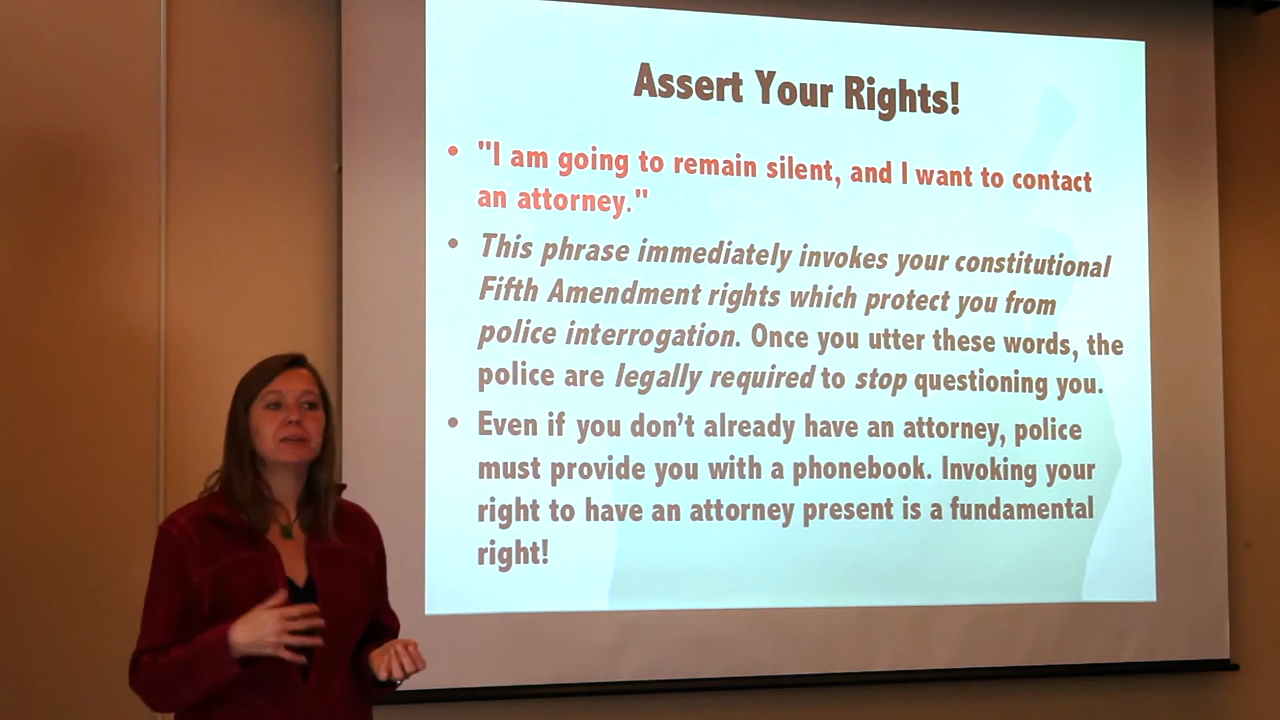 Assert Your Rights!
• "I am going to remain silent, and I want to contact
an attorney."
• This phrase immediately invokes your constitutional
Fifth Amendment rights which protect you from
police interrogation. Once you utter these words, the
police are legally required to stop questioning you.
• Even if you don’t already have an attorney, police
must provide you with a phonebook. Invoking your
right to have an attorney present is a fundamental
right!